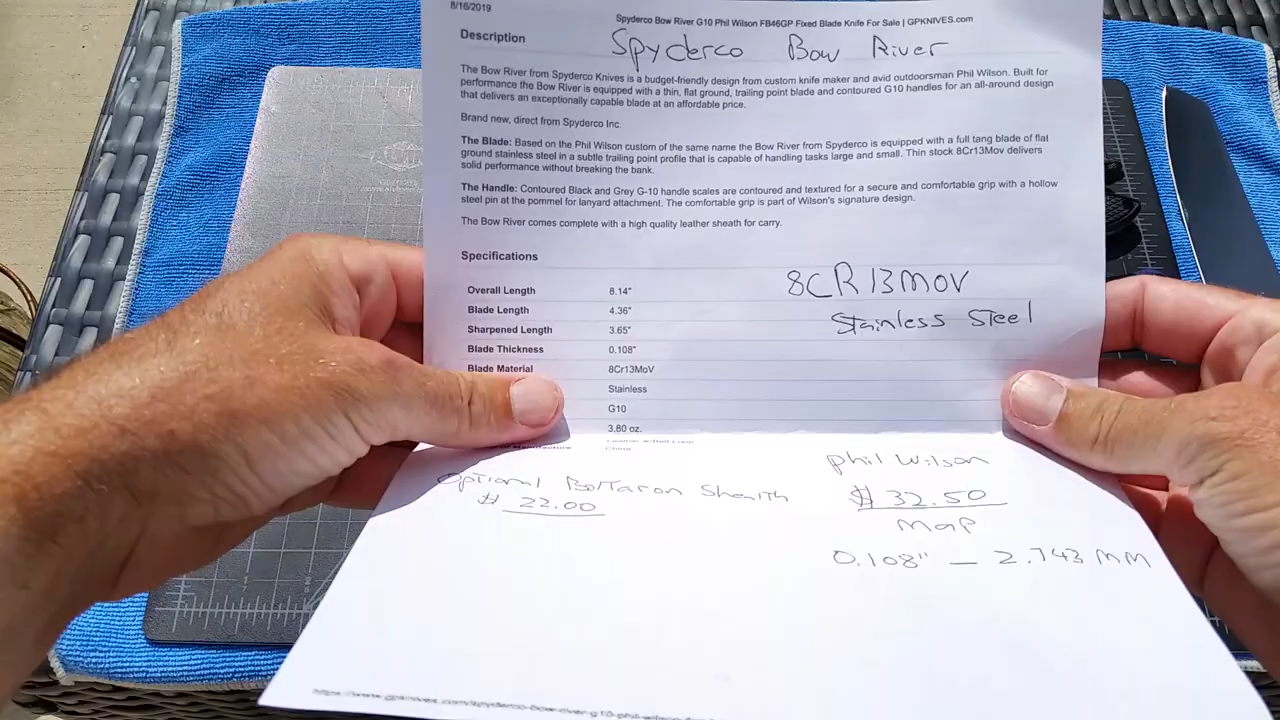 8/16/2019
Spyderco Bow River G10 Phil Wilson FB46GP Fixed Blade Knife For Sale | GPKNIVES.com
Description
Spyderco Bow River
The Bow River from Spyderco Knives is a budget-friendly design from custom knife maker and avid outdoorsman Phil Wilson. Built for
performance the Bow River is equipped with a thin, flat ground, trailing point blade and contoured G10 handles for an all-around design
that delivers an exceptionally capable blade at an affordable price.
Brand new, direct from Spyderco Inc.
The Blade: Based on the Phil Wilson custom of the same name the Bow River from Spyderco is equipped with a full tang blade of flat
ground stainless steel in a subtle trailing point profile that is capable of handling tasks large and small. Thin stock 8Cr13Mov delivers
solid performance without breaking the bank.
The Handle: Contoured Black and Grey G-10 handle scales are contoured and textured for a secure and comfortable grip with a hollow
steel pin at the pommel for lanyard attachment. The comfortable grip is part of Wilson's signature design.
The Bow River comes complete with a high quality leather sheath for carry.
Specifications
8CR13MOV
Stainless Steel
Overall Length 8.14"
Blade Length 4.36"
Sharpened Length 3.65"
Blade Thickness 0.108"
Blade Material 8Cr13MoV
Stainless
G10
3.80 oz.
Leather w/Belt Loop
China
Phil Wilson
Optional Boltaron Sheath
$ 22.00
$ 32.50
Map
0.108" — 2.743 MM